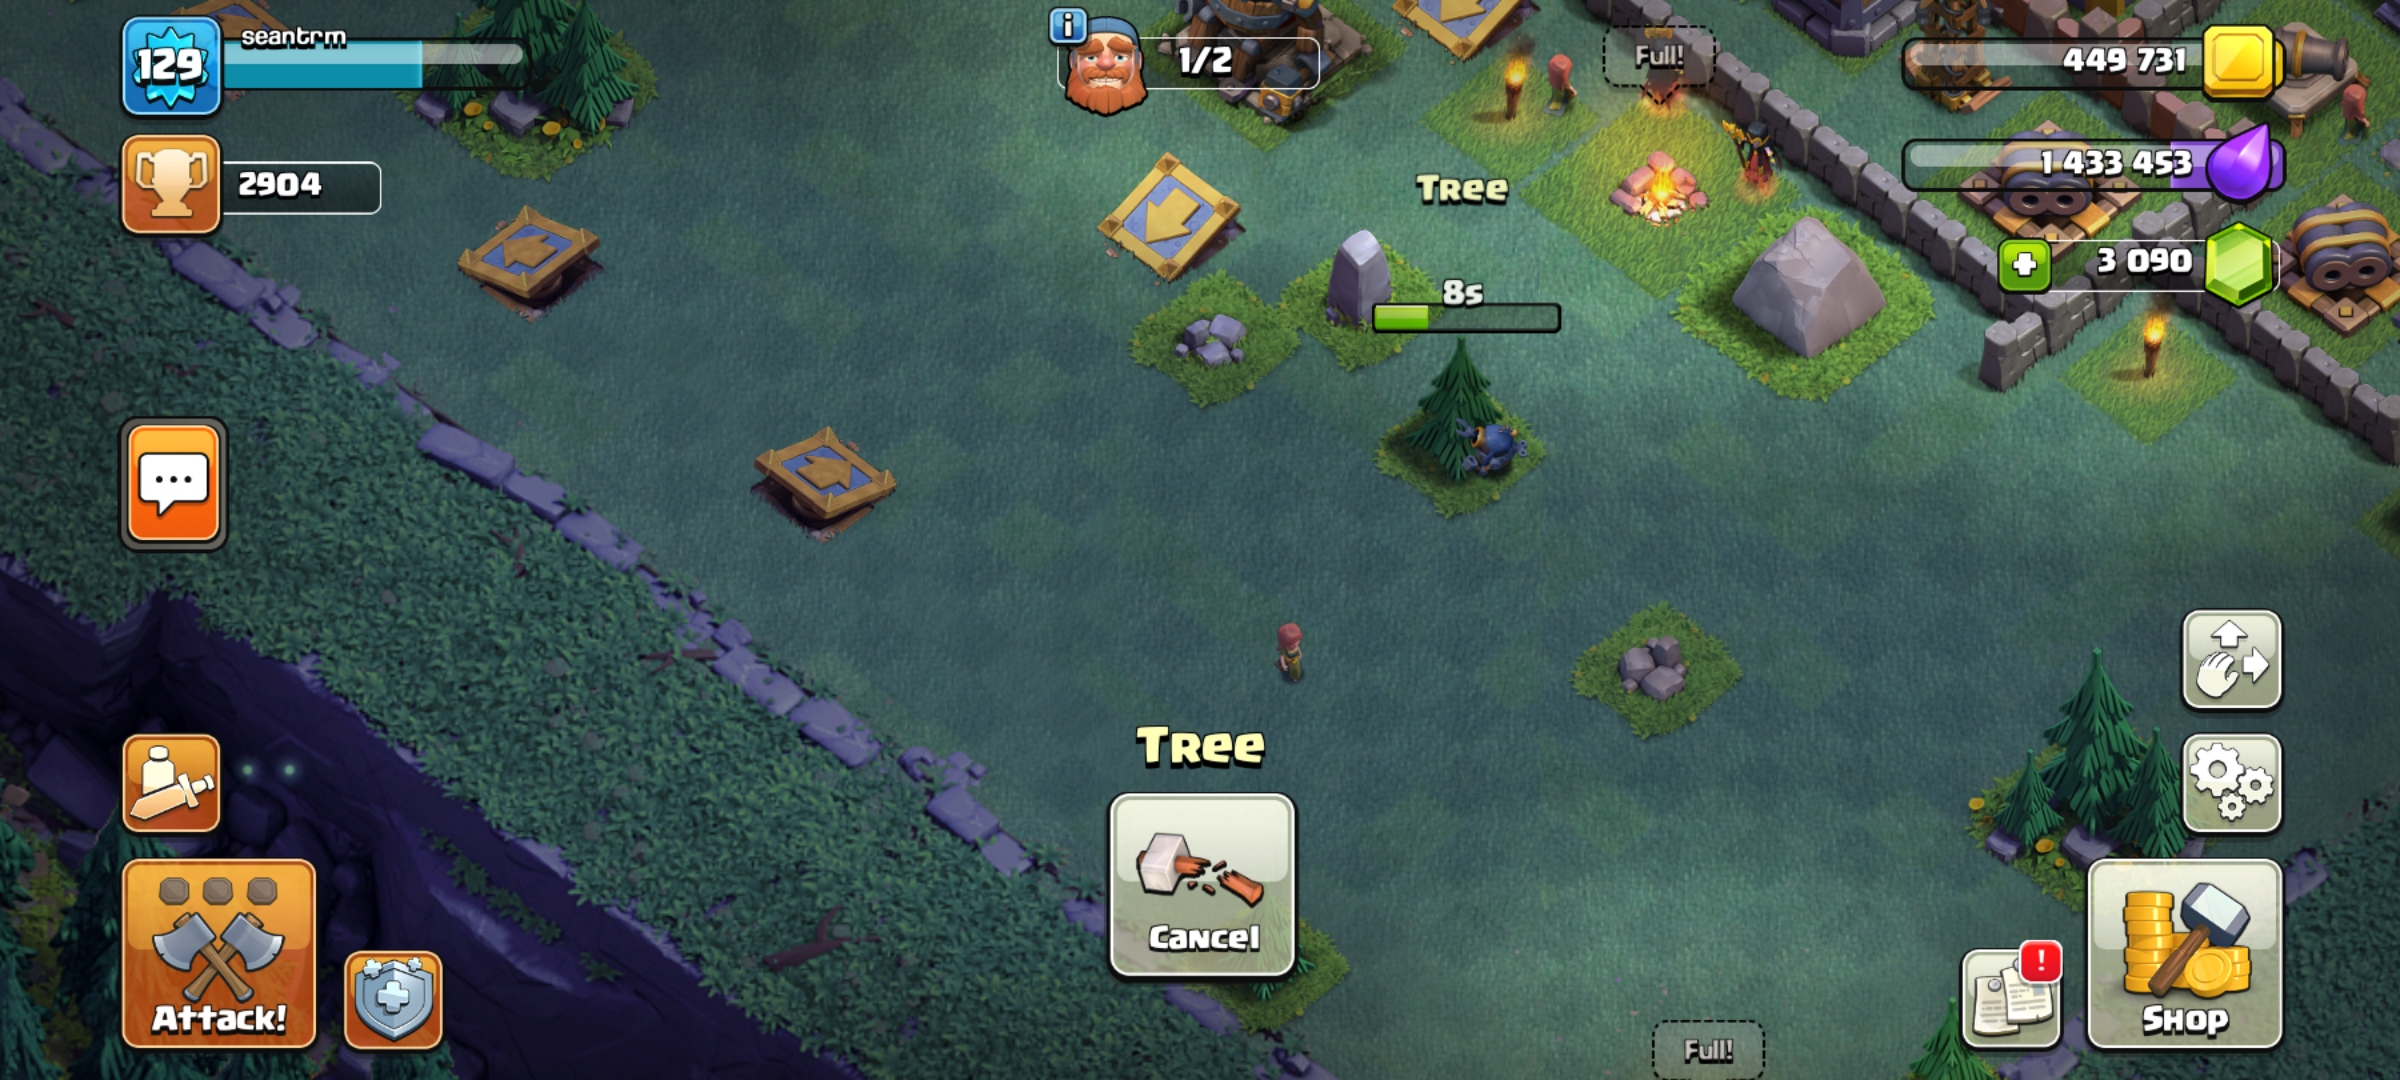 129
seantrm
1/2
Full!
449 731
2904
Tree
1 433 453
3 090
8s
Tree
Cancel
Attack!
!
Shop
Full!